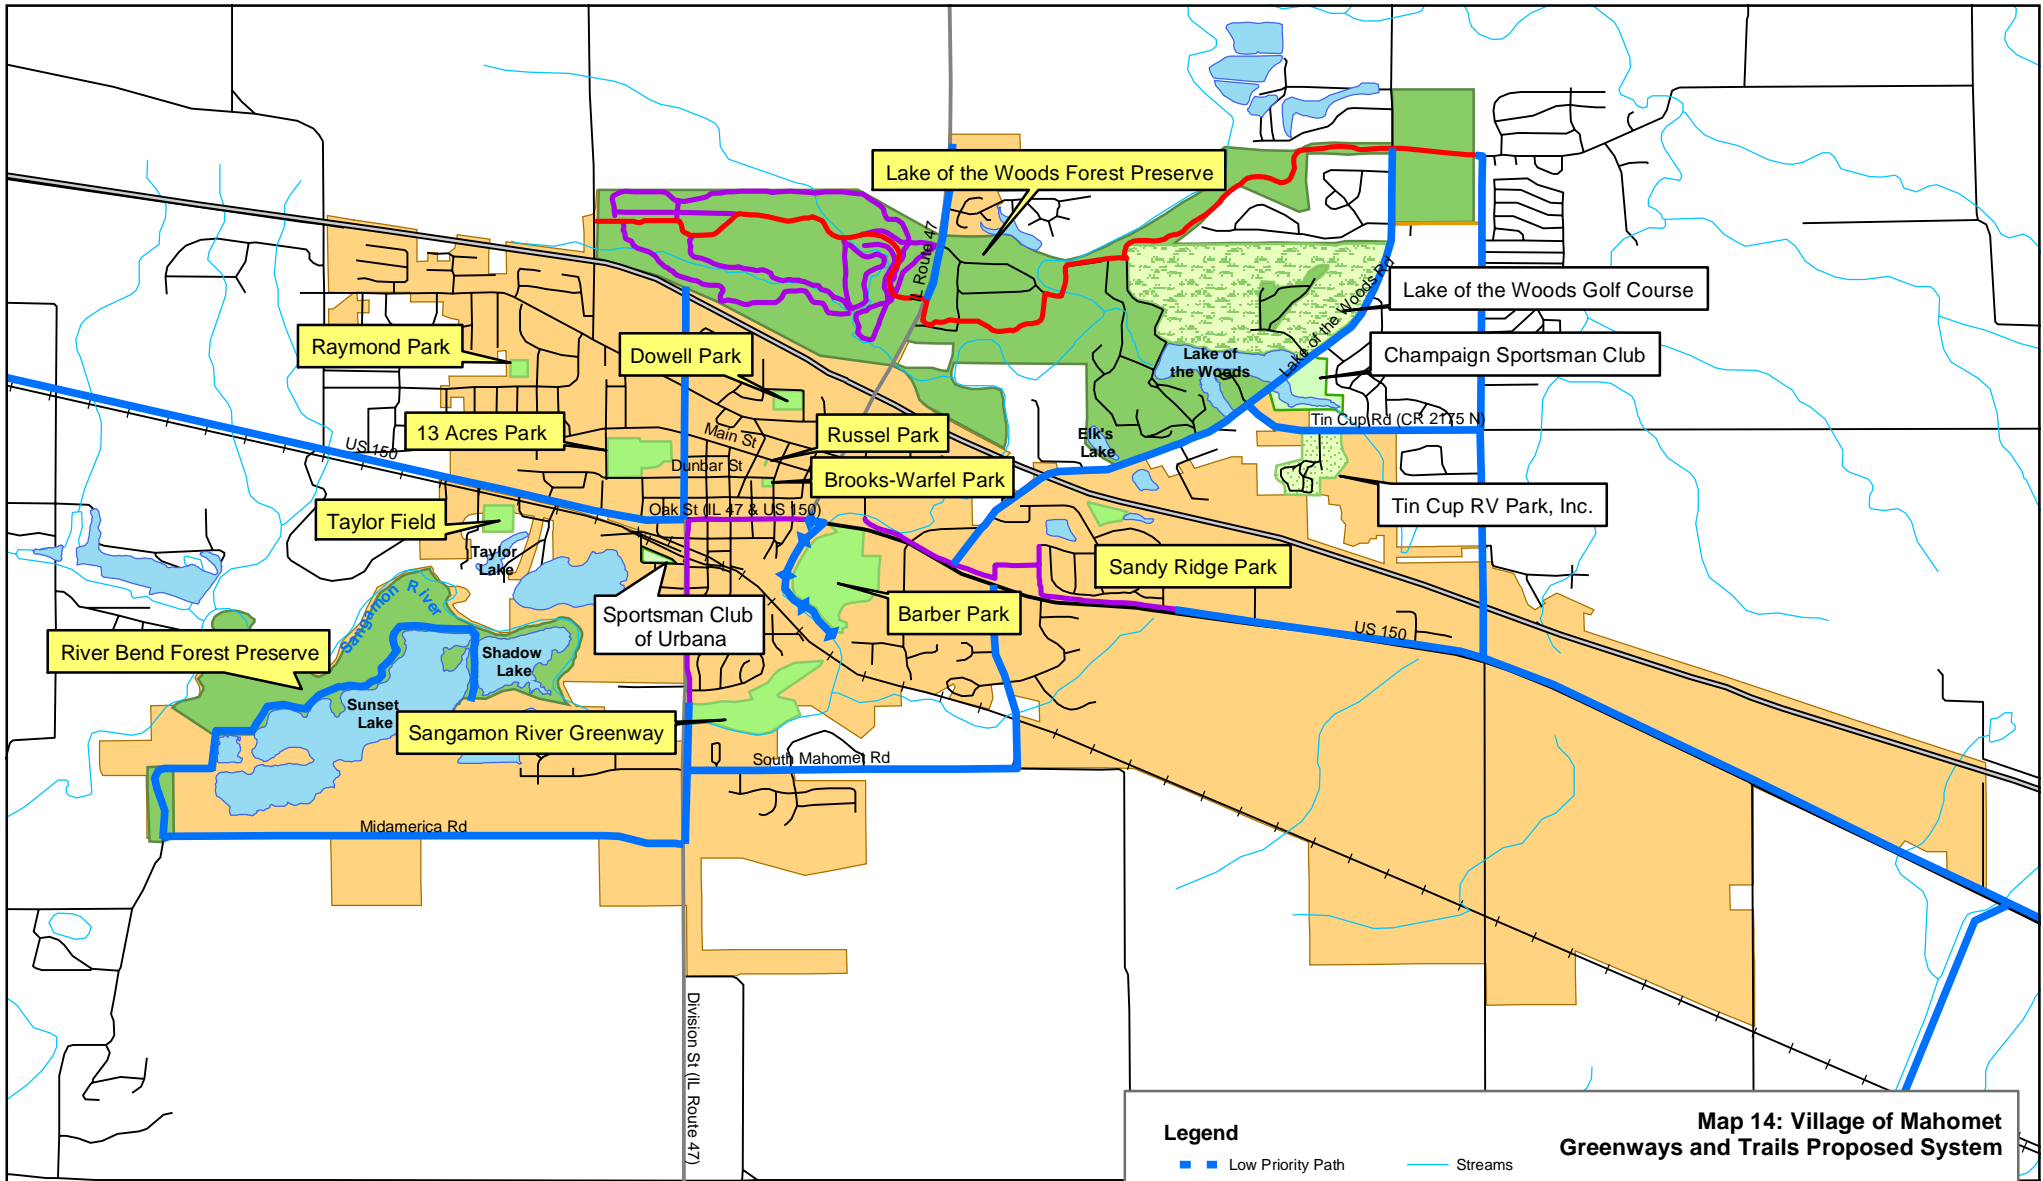 Lake of the Woods Forest Preserve
IL Route 47
Lake of the Woods Rd
Lake of the Woods Golf Course
Raymond Park
Dowell Park
Champaign Sportsman Club
Lake of
the Woods
13 Acres Park
Main St
Russel Park
Tin Cup Rd (CR 2175 N)
US 150
Dunbar St
Elk's
Lake
Brooks-Warfel Park
Tin Cup RV Park, Inc.
Taylor Field
Oak St (IL 47 & US 150)
Taylor
Lake
Sandy Ridge Park
Sangamon River
Sportsman Club
of Urbana
Barber Park
US 150
River Bend Forest Preserve
Shadow
Lake
Sunset
Lake
Sangamon River Greenway
South Mahomet Rd
Midamerica Rd
Division St (IL Route 47)
Map 14: Village of Mahomet
Greenways and Trails Proposed System
Legend
Low Priority Path
Streams